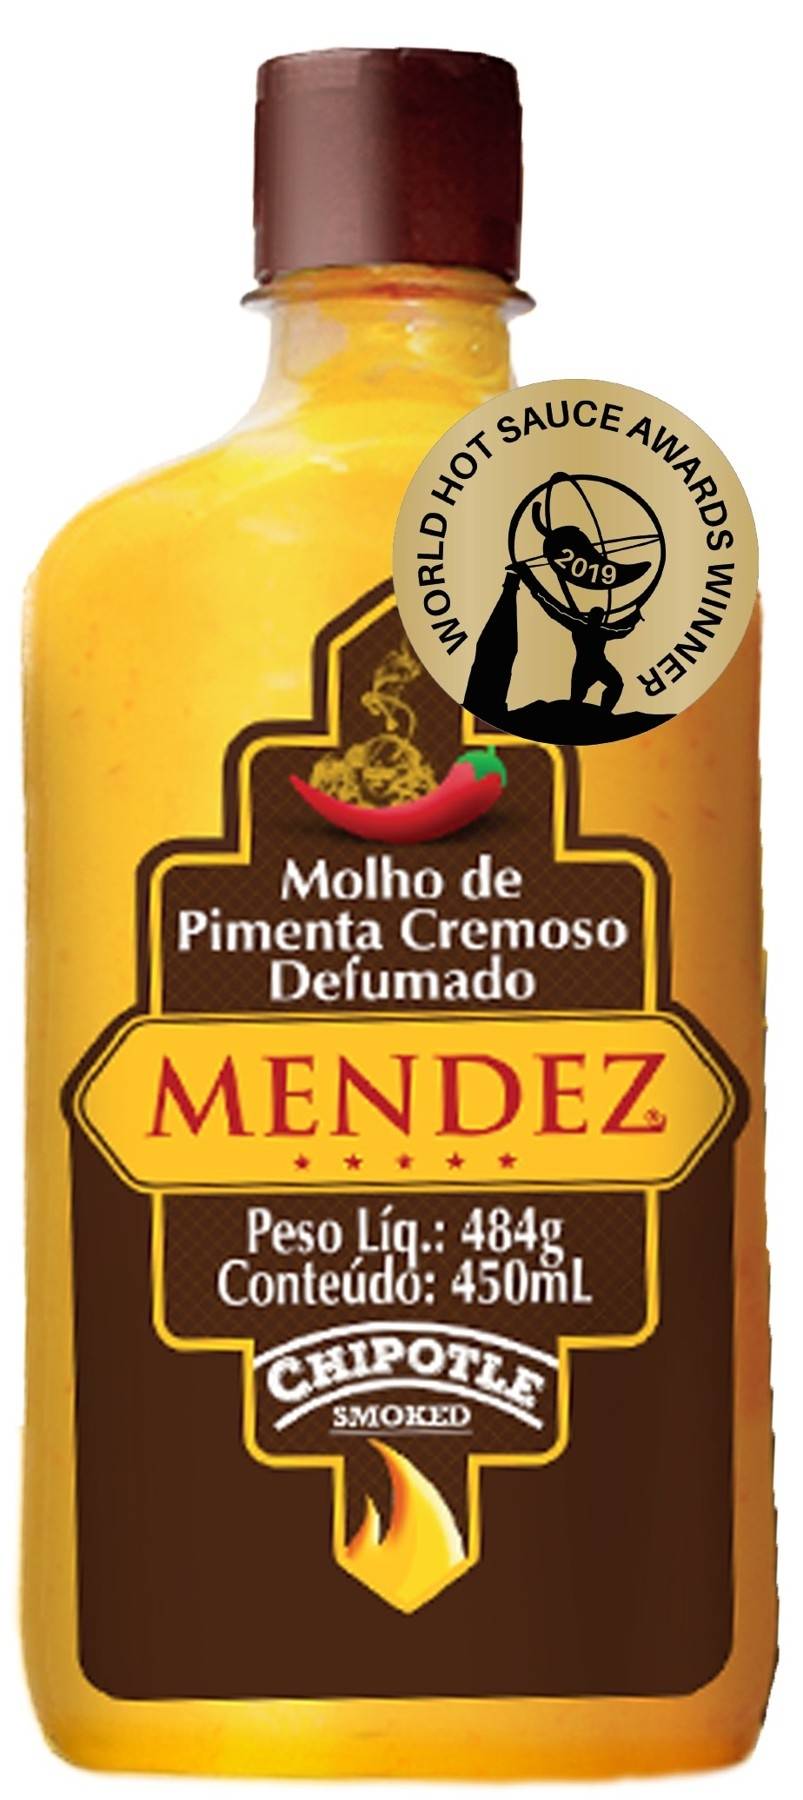 WORLD HOT SAUCE AWARDS WINNER
2019
Molho de
Pimenta Cremoso
Defumado
MENDEZ®
Peso Líq.: 484g
Conteúdo: 450mL
CHIPOTLE
SMOKED